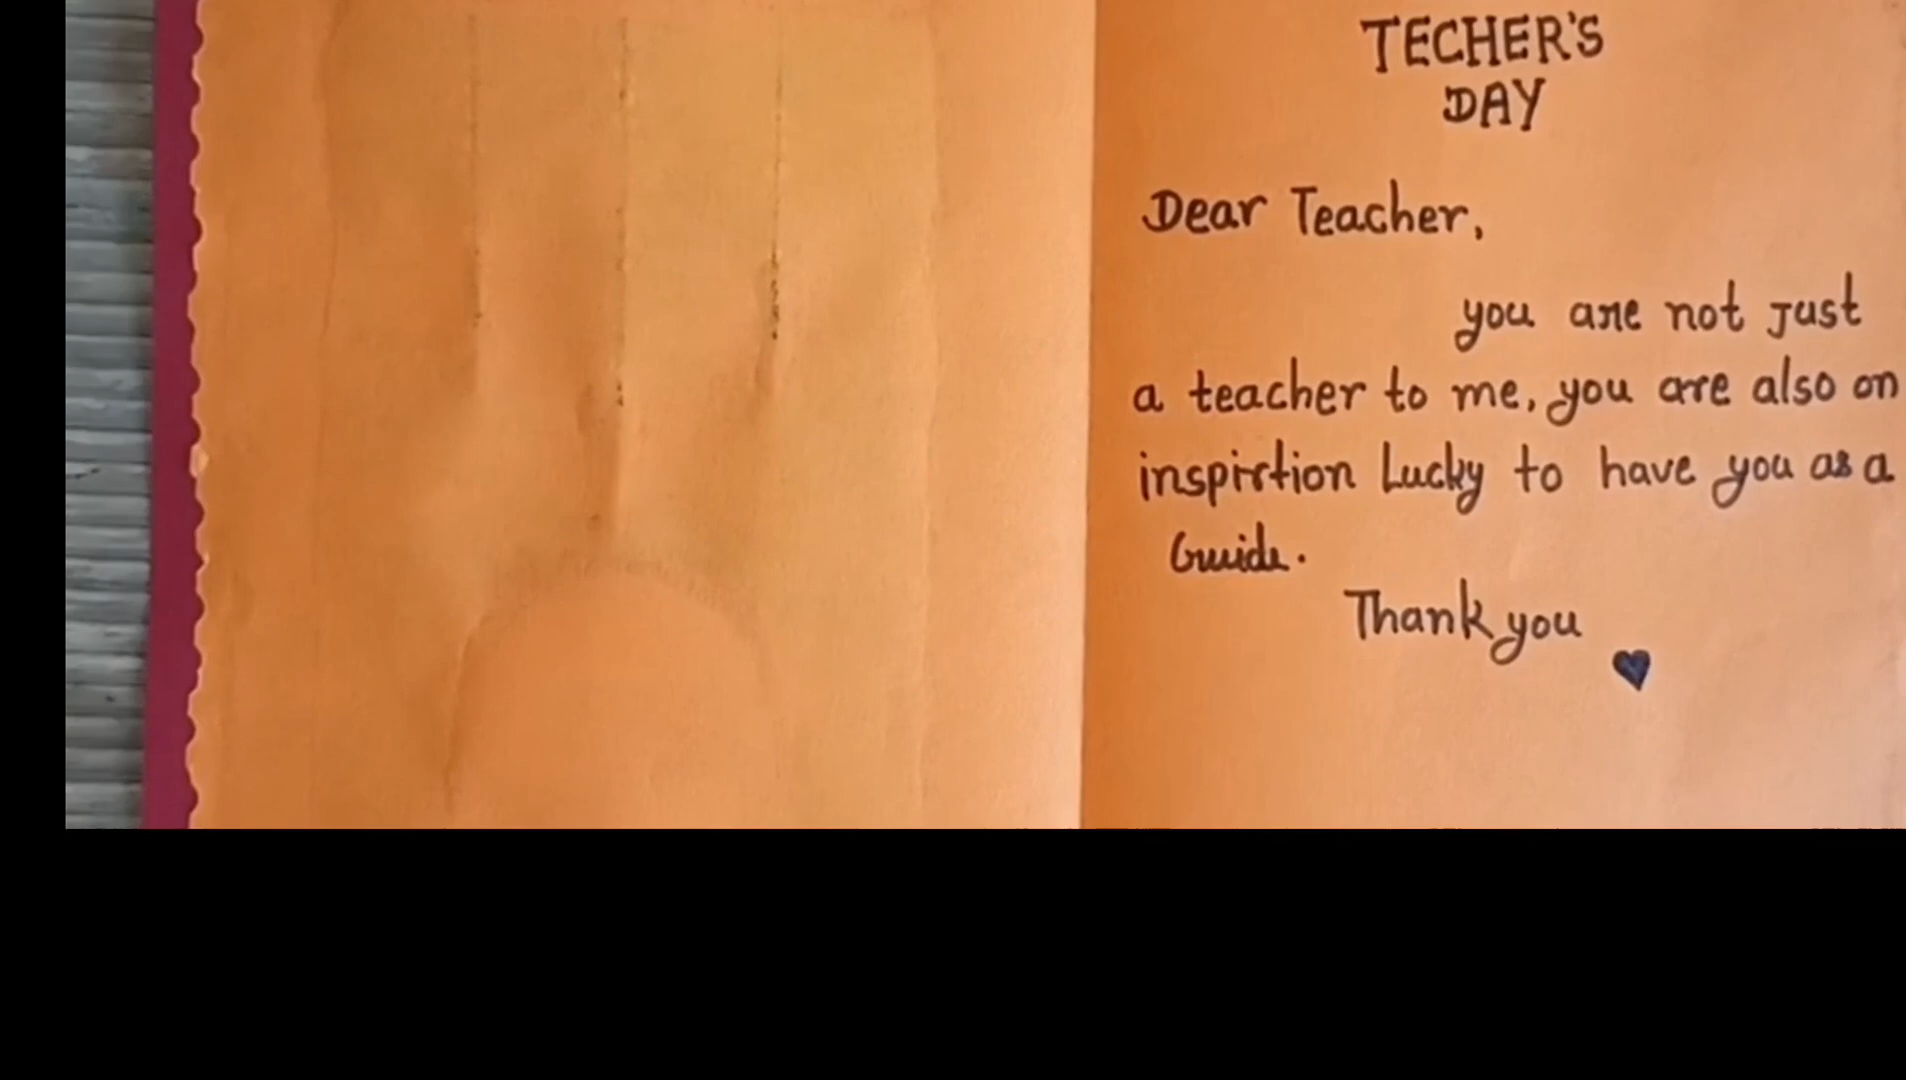 TECHER'S
DAY
Dear Teacher,
you are not just
a teacher to me, you are also on
inspirtion Lucky to have you as a
Guide.
Thank you